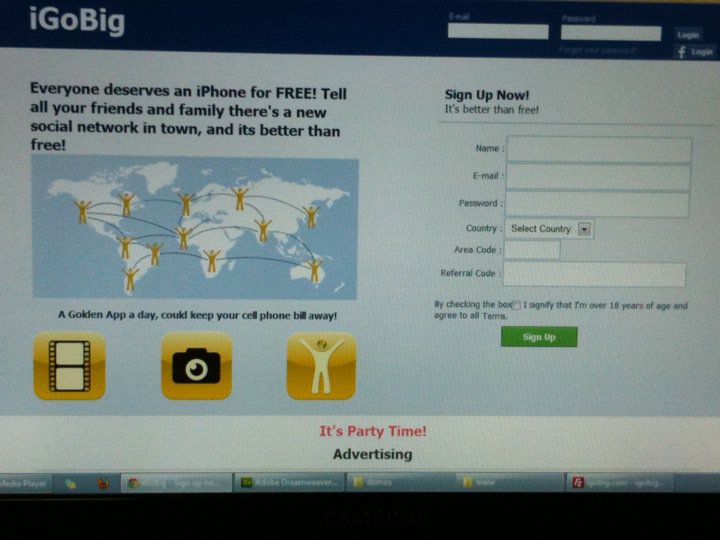 iGoBig
E-mail
Password
Login
Forgot your password?
f Login
Everyone deserves an iPhone for FREE! Tell
all your friends and family there's a new
social network in town, and its better than
free!
Sign Up Now!
It's better than free!
Name :
E-mail :
Password :
Country : Select Country:
Area Code :
Referral Code :
By checking the box I signify that I'm over 18 years of age and
agree to all Terms.
Sign Up
A Golden App a day, could keep your cell phone bill away!
It's Party Time!
Advertising
Media Player
iGoBig - Sign up no...
Adobe Dreamweaver...
demos
www
igobig.com - igobig...
SAMSUNG